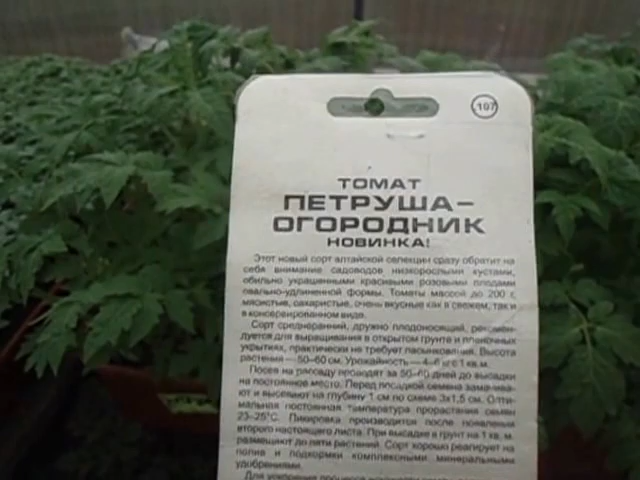 107
ТОМАТ
ПЕТРУША-
ОГОРОДНИК
НОВИНКА!
Этот новый сорт алтайской селекции сразу обратит на
себя внимание садоводов низкорослыми кустами,
обильно украшенными красивыми розовыми плодами
овально-удлиненной формы. Томаты массой до 200 г,
мясистые, сахаристые, очень вкусные как в свежем, так и
в консервированном виде.
Сорт среднеранний, дружно плодоносящий, рекомен-
дуется для выращивания в открытом грунте и пленочных
укрытиях, практически не требует пасынкования. Высота
растения — 50–60 см. Урожайность — 4–6 кг с 1 кв.м.
Посев на рассаду проводят за 50–60 дней до высадки
на постоянное место. Перед посадкой семена замачива-
ют и высевают на глубину 1 см по схеме 3х1,5 см. Опти-
мальная постоянная температура прорастания семян
23–25°С. Пикировка производится после появления
второго настоящего листа. При высадке в грунт на 1 кв. м.
размещают до пяти растений. Сорт хорошо реагирует на
полив и подкормки комплексными минеральными
удобрениями.
Для ускорения процесса